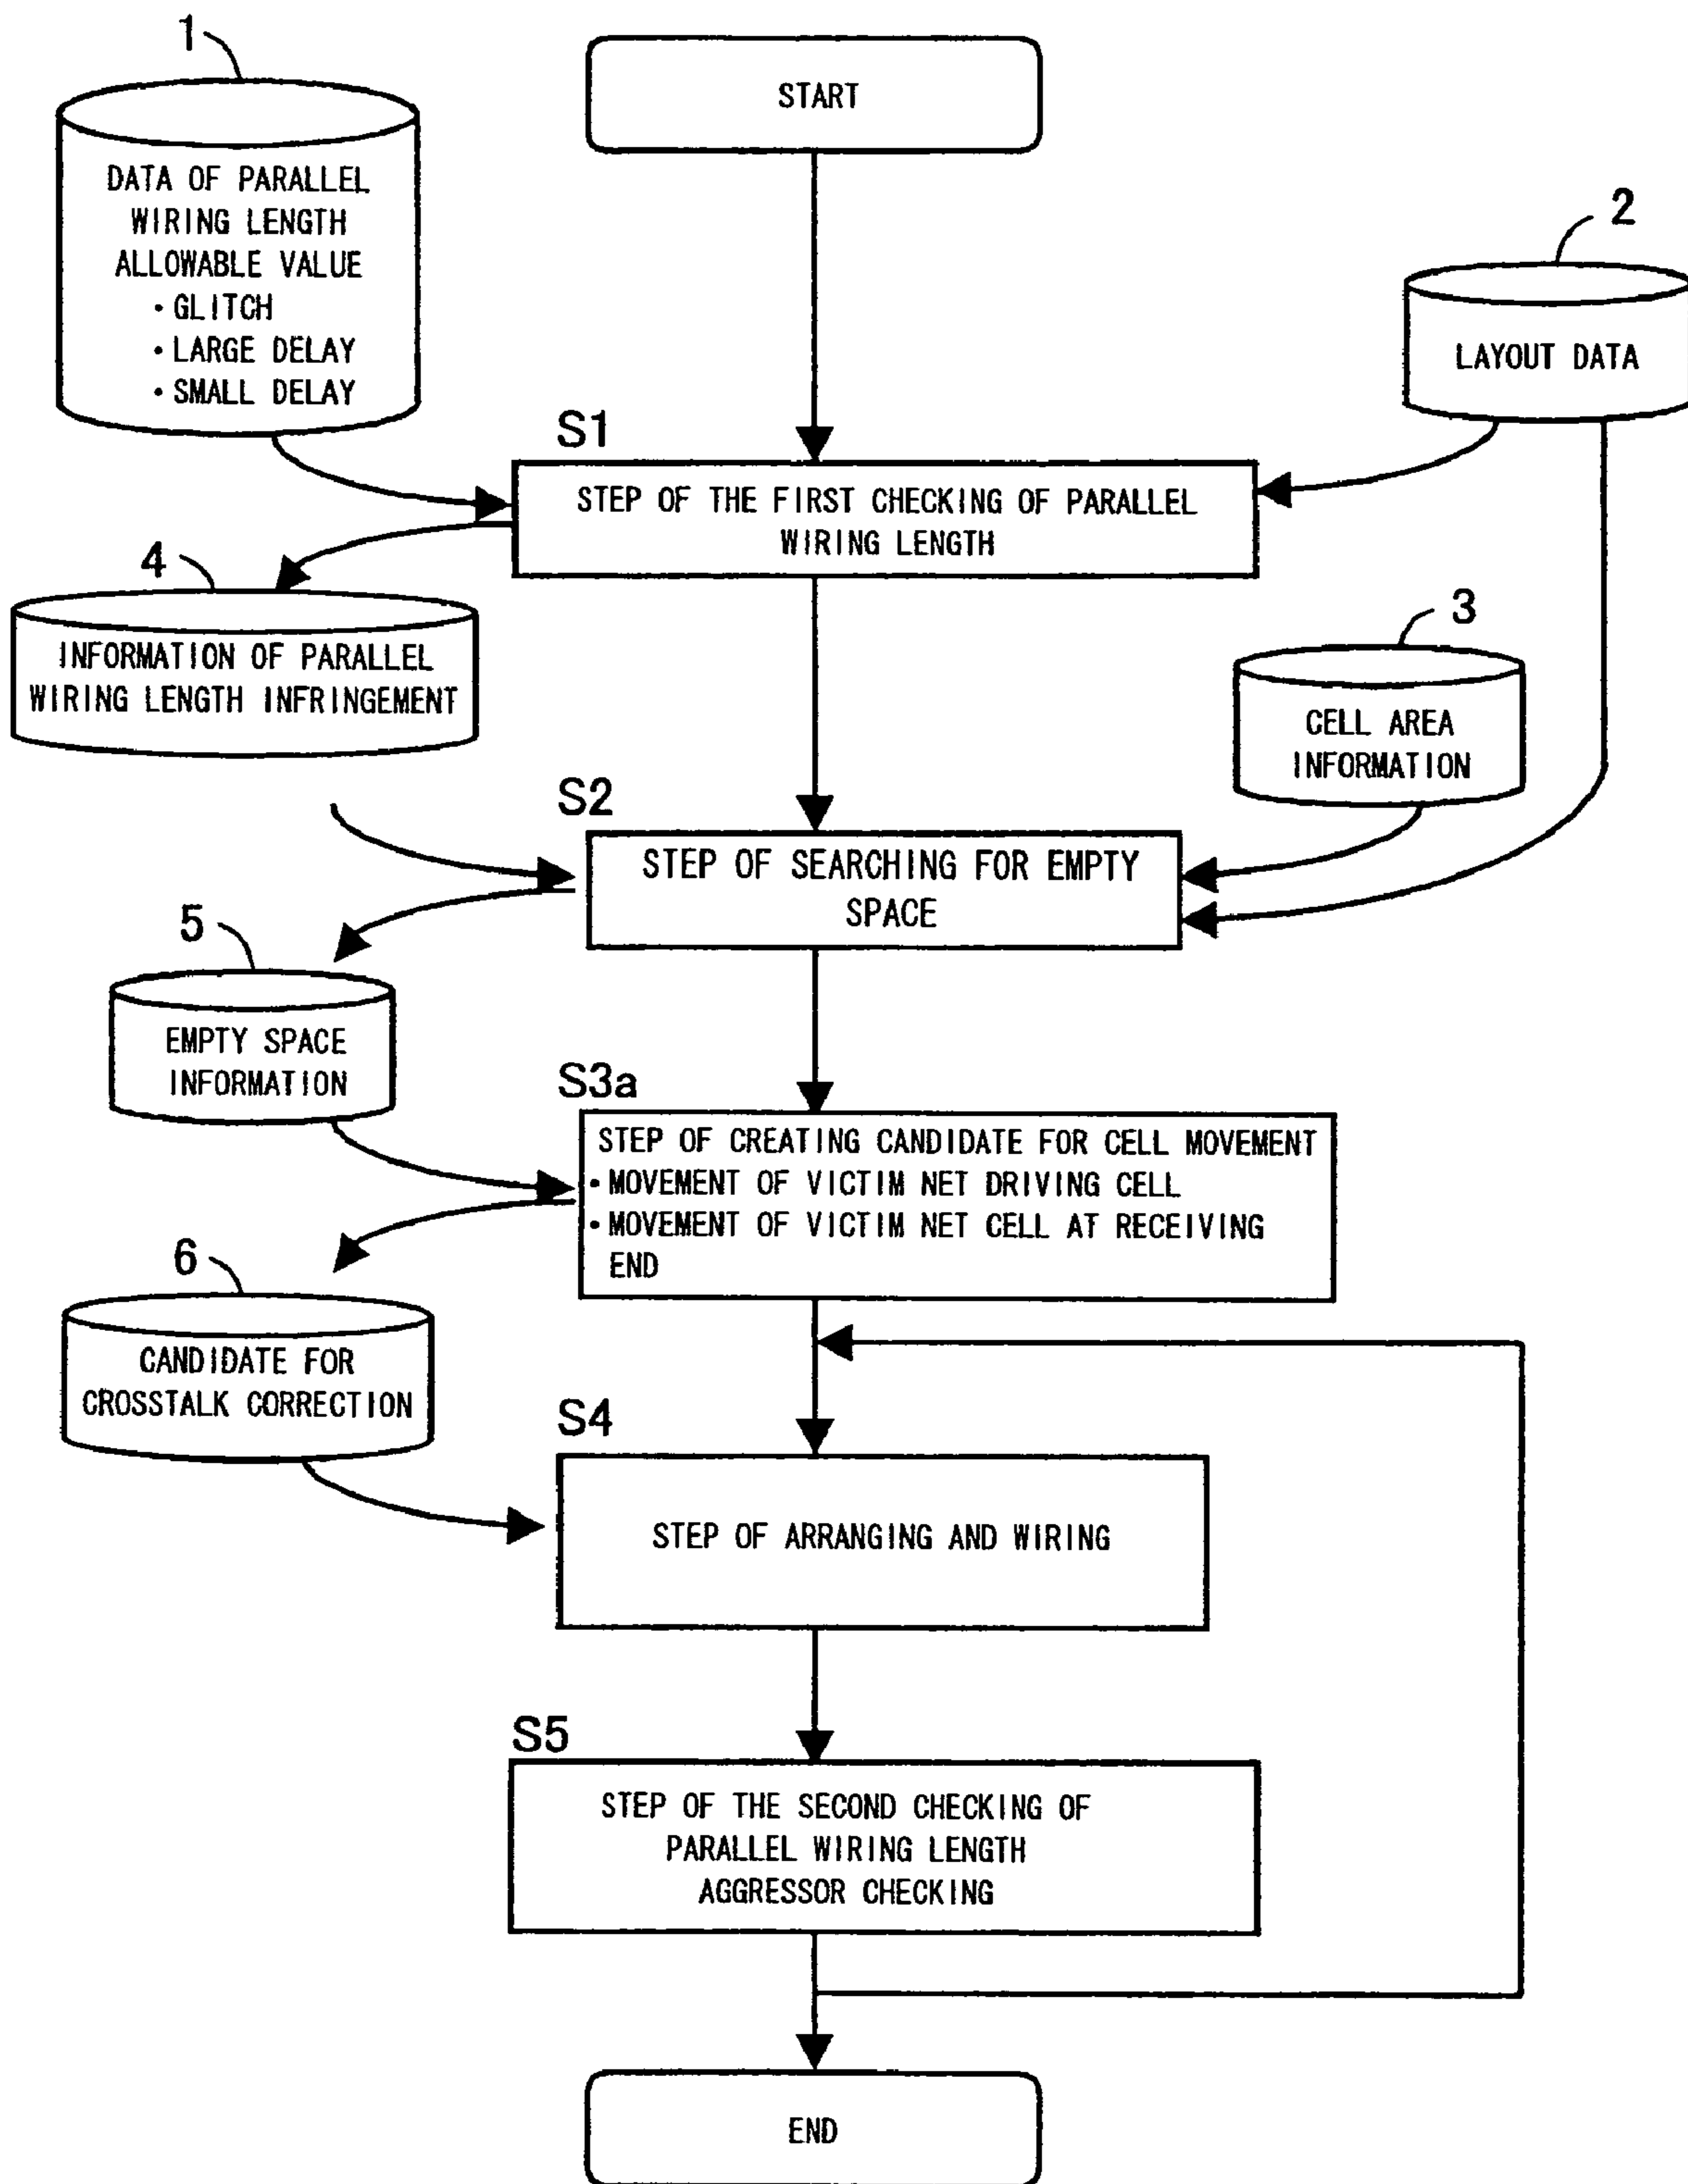 1
START
DATA OF PARALLEL
WIRING LENGTH
ALLOWABLE VALUE
・GLITCH
・LARGE DELAY
・SMALL DELAY
2
LAYOUT DATA
S1
STEP OF THE FIRST CHECKING OF PARALLEL
WIRING LENGTH
4
INFORMATION OF PARALLEL
WIRING LENGTH INFRINGEMENT
3
CELL AREA
INFORMATION
S2
STEP OF SEARCHING FOR EMPTY
SPACE
5
EMPTY SPACE
INFORMATION
S3a
STEP OF CREATING CANDIDATE FOR CELL MOVEMENT
・MOVEMENT OF VICTIM NET DRIVING CELL
・MOVEMENT OF VICTIM NET CELL AT RECEIVING
END
6
CANDIDATE FOR
CROSSTALK CORRECTION
S4
STEP OF ARRANGING AND WIRING
S5
STEP OF THE SECOND CHECKING OF
PARALLEL WIRING LENGTH
AGGRESSOR CHECKING
END